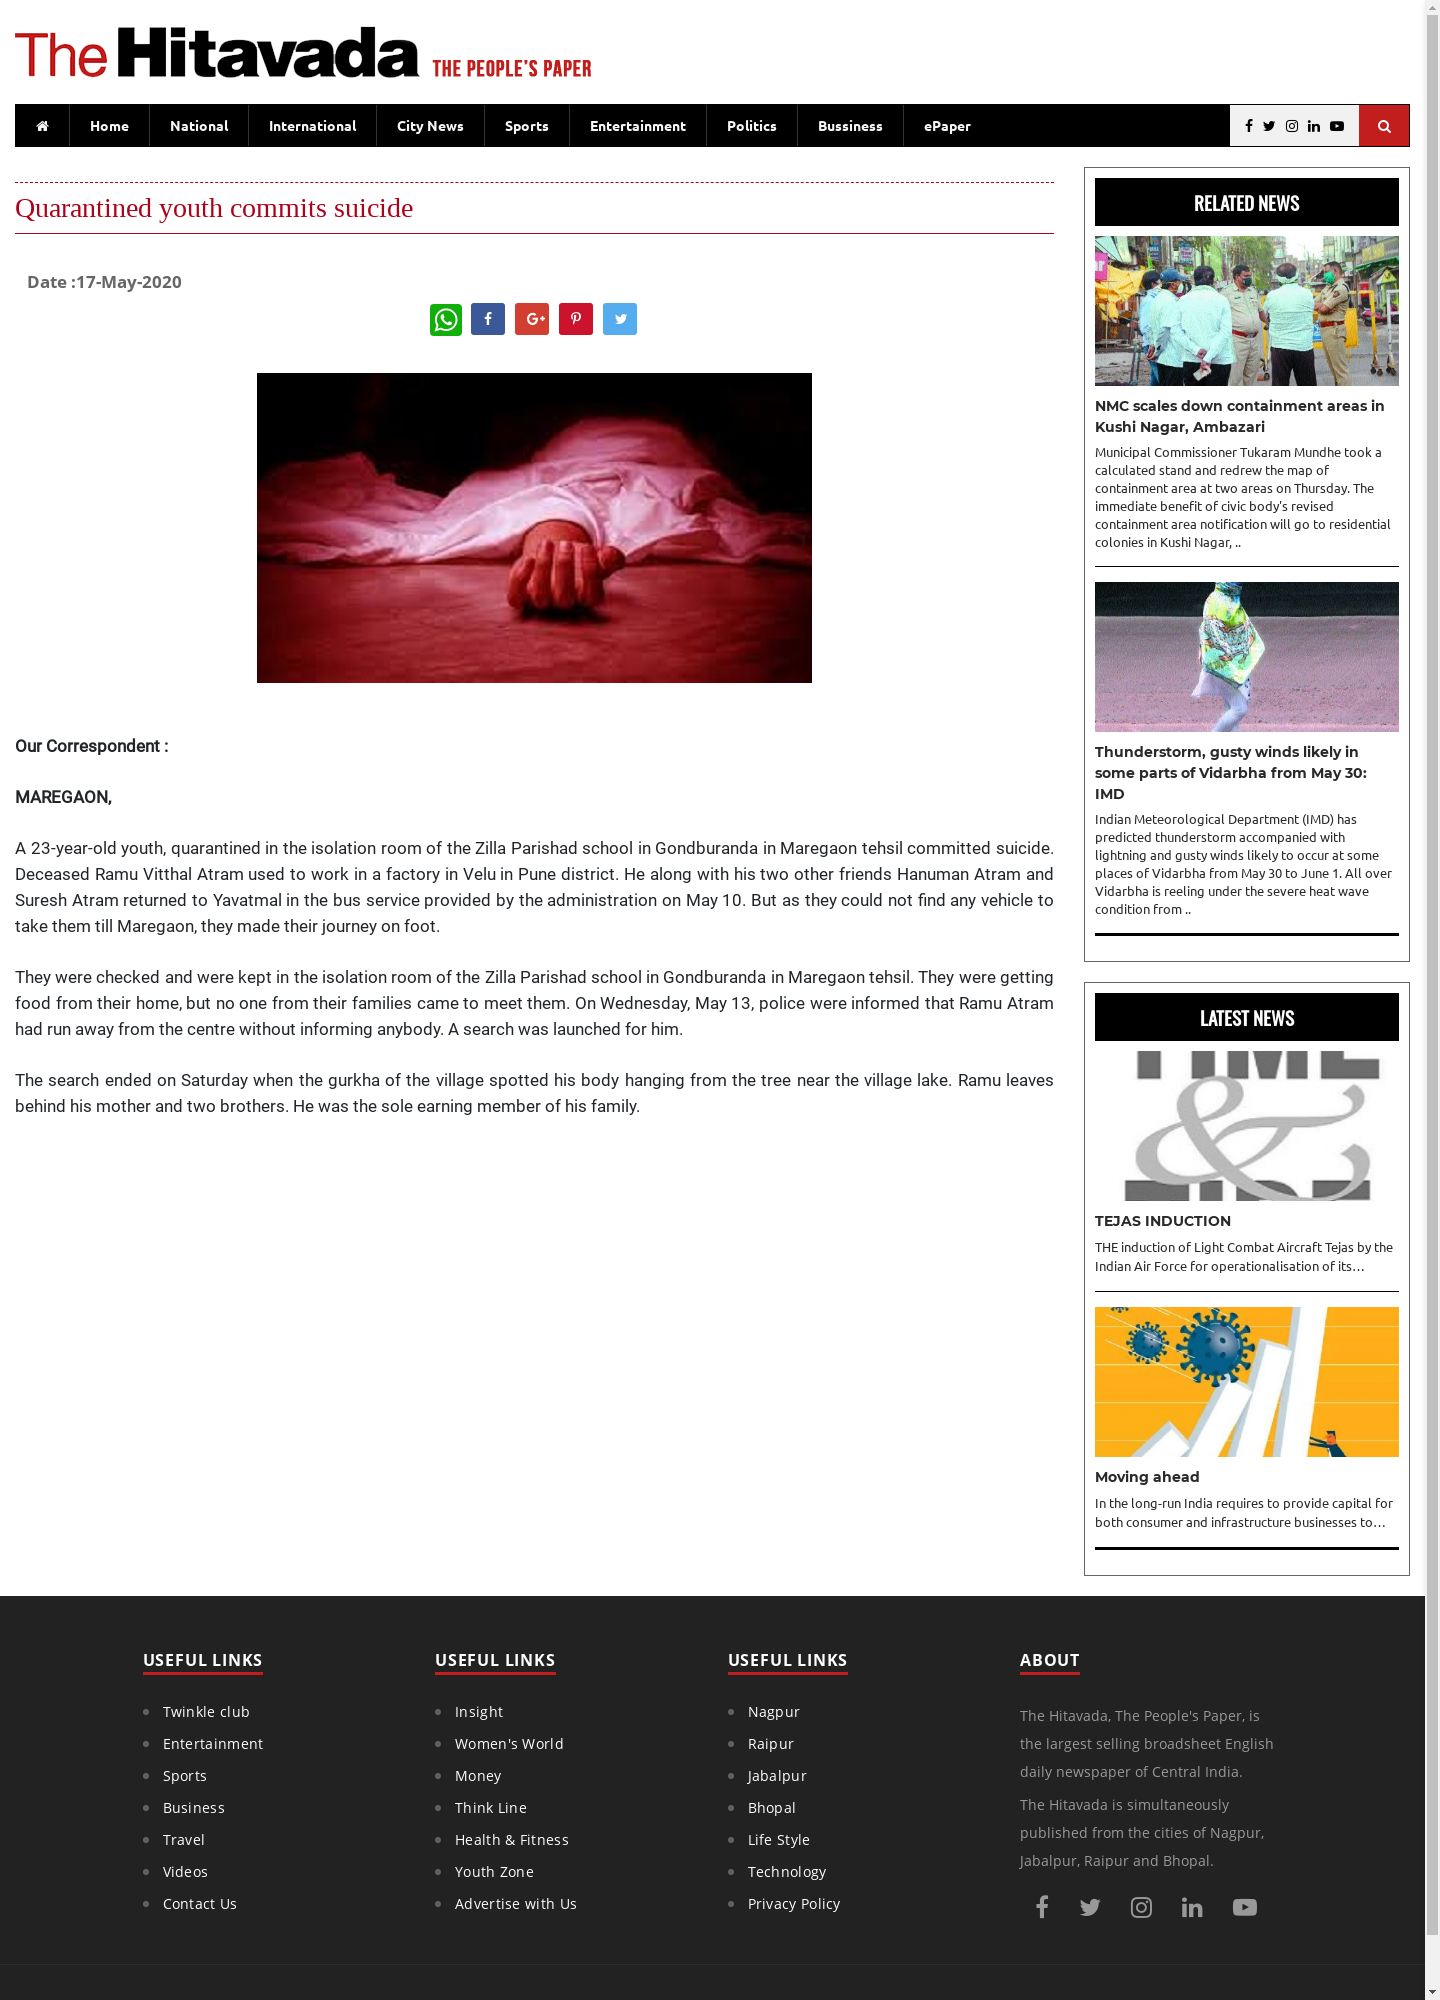 The Hitavada THE PEOPLE'S PAPER
Home National International City News Sports Entertainment Politics Bussiness ePaper
Quarantined youth commits suicide
Date :17-May-2020
Our Correspondent :
MAREGAON,
A 23-year-old youth, quarantined in the isolation room of the Zilla Parishad school in Gondburanda in Maregaon tehsil committed suicide.
Deceased Ramu Vitthal Atram used to work in a factory in Velu in Pune district. He along with his two other friends Hanuman Atram and
Suresh Atram returned to Yavatmal in the bus service provided by the administration on May 10. But as they could not find any vehicle to
take them till Maregaon, they made their journey on foot.
They were checked and were kept in the isolation room of the Zilla Parishad school in Gondburanda in Maregaon tehsil. They were getting
food from their home, but no one from their families came to meet them. On Wednesday, May 13, police were informed that Ramu Atram
had run away from the centre without informing anybody. A search was launched for him.
The search ended on Saturday when the gurkha of the village spotted his body hanging from the tree near the village lake. Ramu leaves
behind his mother and two brothers. He was the sole earning member of his family.
RELATED NEWS
NMC scales down containment areas in
Kushi Nagar, Ambazari
Municipal Commissioner Tukaram Mundhe took a
calculated stand and redrew the map of
containment area at two areas on Thursday. The
immediate benefit of civic body's revised
containment area notification will go to residential
colonies in Kushi Nagar, ..
Thunderstorm, gusty winds likely in
some parts of Vidarbha from May 30:
IMD
Indian Meteorological Department (IMD) has
predicted thunderstorm accompanied with
lightning and gusty winds likely to occur at some
places of Vidarbha from May 30 to June 1. All over
Vidarbha is reeling under the severe heat wave
condition from ..
LATEST NEWS
&
TEJAS INDUCTION
THE induction of Light Combat Aircraft Tejas by the
Indian Air Force for operationalisation of its…
Moving ahead
In the long-run India requires to provide capital for
both consumer and infrastructure businesses to…
USEFUL LINKS
Twinkle club
Entertainment
Sports
Business
Travel
Videos
Contact Us
USEFUL LINKS
Insight
Women's World
Money
Think Line
Health & Fitness
Youth Zone
Advertise with Us
USEFUL LINKS
Nagpur
Raipur
Jabalpur
Bhopal
Life Style
Technology
Privacy Policy
ABOUT
The Hitavada, The People's Paper, is
the largest selling broadsheet English
daily newspaper of Central India.
The Hitavada is simultaneously
published from the cities of Nagpur,
Jabalpur, Raipur and Bhopal.